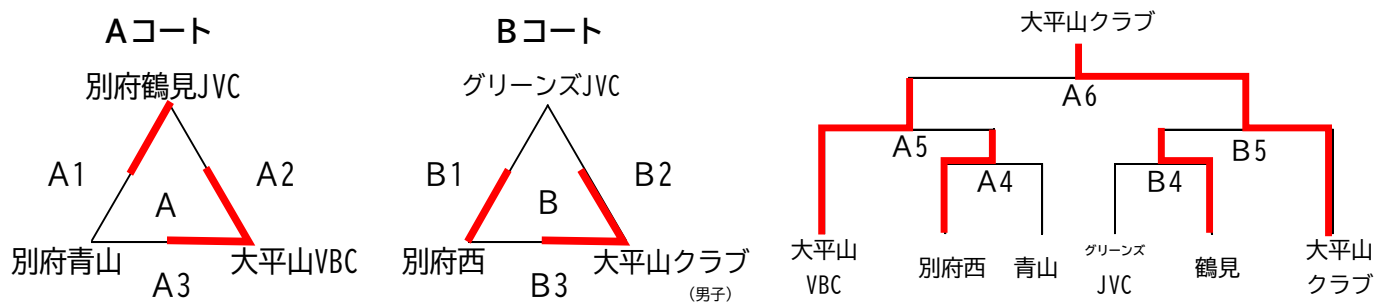 Aコート
別府鶴見JVC
A1
A2
A
別府青山
大平山VBC
A3
Bコート
グリーンズJVC
B1
B2
B
別府西
大平山クラブ
(男子)
B3
大平山クラブ
A6
A5
B5
A4
B4
大平山
VBC
別府西
青山
グリーンズ
JVC
鶴見
大平山
クラブ